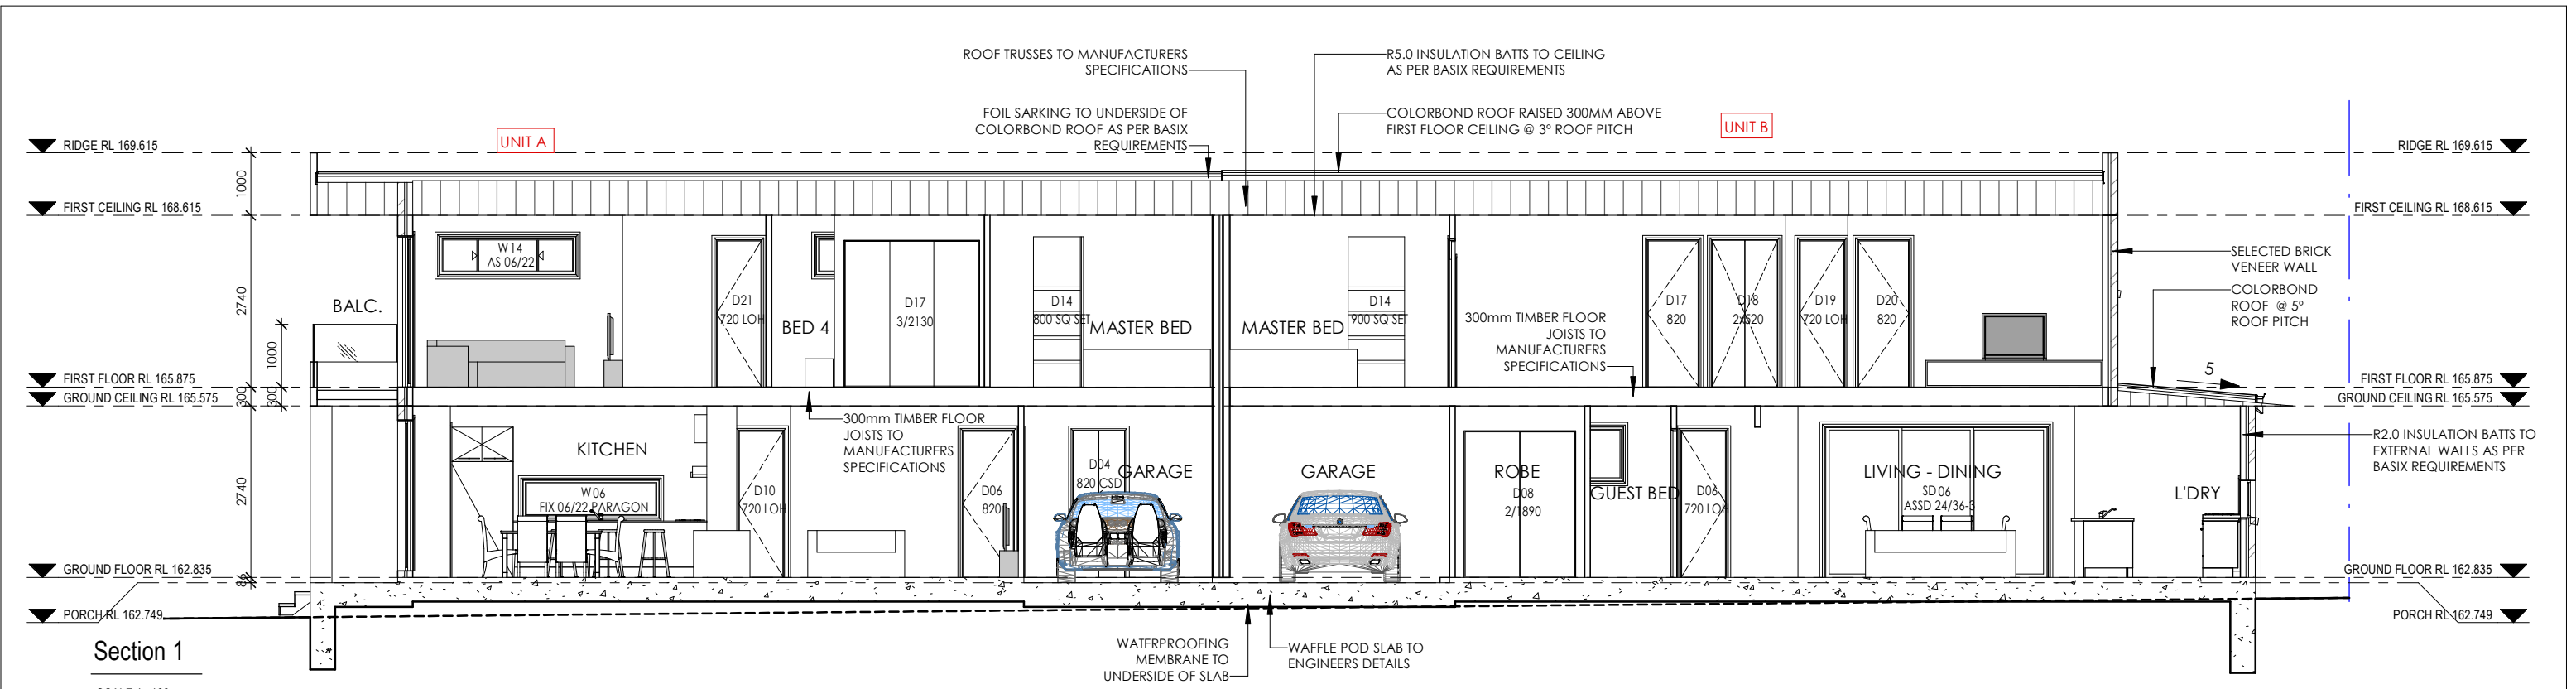 ROOF TRUSSES TO MANUFACTURERS
SPECIFICATIONS
R5.0 INSULATION BATTS TO CEILING
AS PER BASIX REQUIREMENTS
FOIL SARKING TO UNDERSIDE OF
COLORBOND ROOF AS PER BASIX
REQUIREMENTS
COLORBOND ROOF RAISED 300MM ABOVE
FIRST FLOOR CEILING @ 3° ROOF PITCH
UNIT A
UNIT B
RIDGE RL 169.615
RIDGE RL 169.615
1000
FIRST CEILING RL 168.615
FIRST CEILING RL 168.615
W14
AS 06/22
SELECTED BRICK
VENEER WALL
COLORBOND
ROOF @ 5°
ROOF PITCH
2740
BALC.
1000
D21
720 LOH
BED 4
D17
3/2130
D14
800 SQ SET
MASTER BED
MASTER BED
D14
900 SQ SET
300mm TIMBER FLOOR
JOISTS TO
MANUFACTURERS
SPECIFICATIONS
D17
820
D18
2x520
D19
720 LOH
D20
820
5
FIRST FLOOR RL 165.875
FIRST FLOOR RL 165.875
300
300
GROUND CEILING RL 165.575
GROUND CEILING RL 165.575
300mm TIMBER FLOOR
JOISTS TO
MANUFACTURERS
SPECIFICATIONS
R2.0 INSULATION BATTS TO
EXTERNAL WALLS AS PER
BASIX REQUIREMENTS
2740
KITCHEN
W06
FIX 06/22 PARAGON
D10
720 LOH
D06
820
D04
820 CSD
GARAGE
GARAGE
ROBE
D08
2/1890
GUEST BED
D06
720 LOH
LIVING - DINING
SD06
ASSD 24/36-3
L'DRY
GROUND FLOOR RL 162.835
GROUND FLOOR RL 162.835
86
PORCH RL 162.749
PORCH RL 162.749
Section 1
WATERPROOFING
MEMBRANE TO
UNDERSIDE OF SLAB
WAFFLE POD SLAB TO
ENGINEERS DETAILS